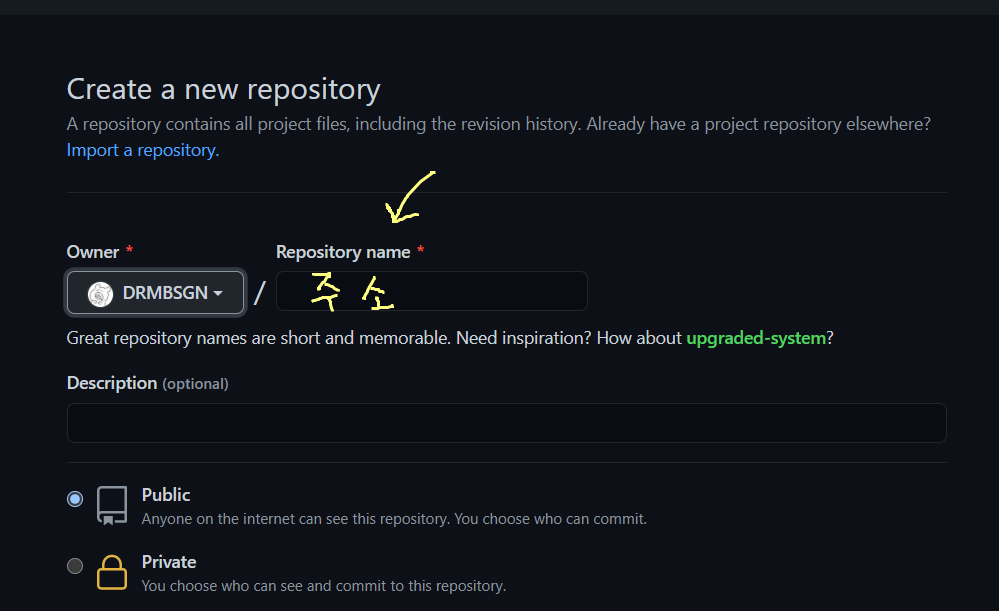 Create a new repository
A repository contains all project files, including the revision history. Already have a project repository elsewhere?
Import a repository.
Owner * Repository name *
DRMBSGN / 주소
Great repository names are short and memorable. Need inspiration? How about upgraded-system?
Description (optional)
Public
Anyone on the internet can see this repository. You choose who can commit.
Private
You choose who can see and commit to this repository.